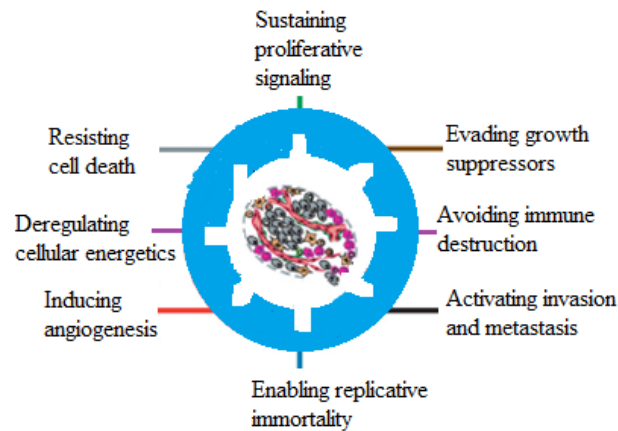 Sustaining
proliferative
signaling
Resisting
cell death
Evading growth
suppressors
Deregulating
cellular energetics
Avoiding immune
destruction
Inducing
angiogenesis
Activating invasion
and metastasis
Enabling replicative
immortality